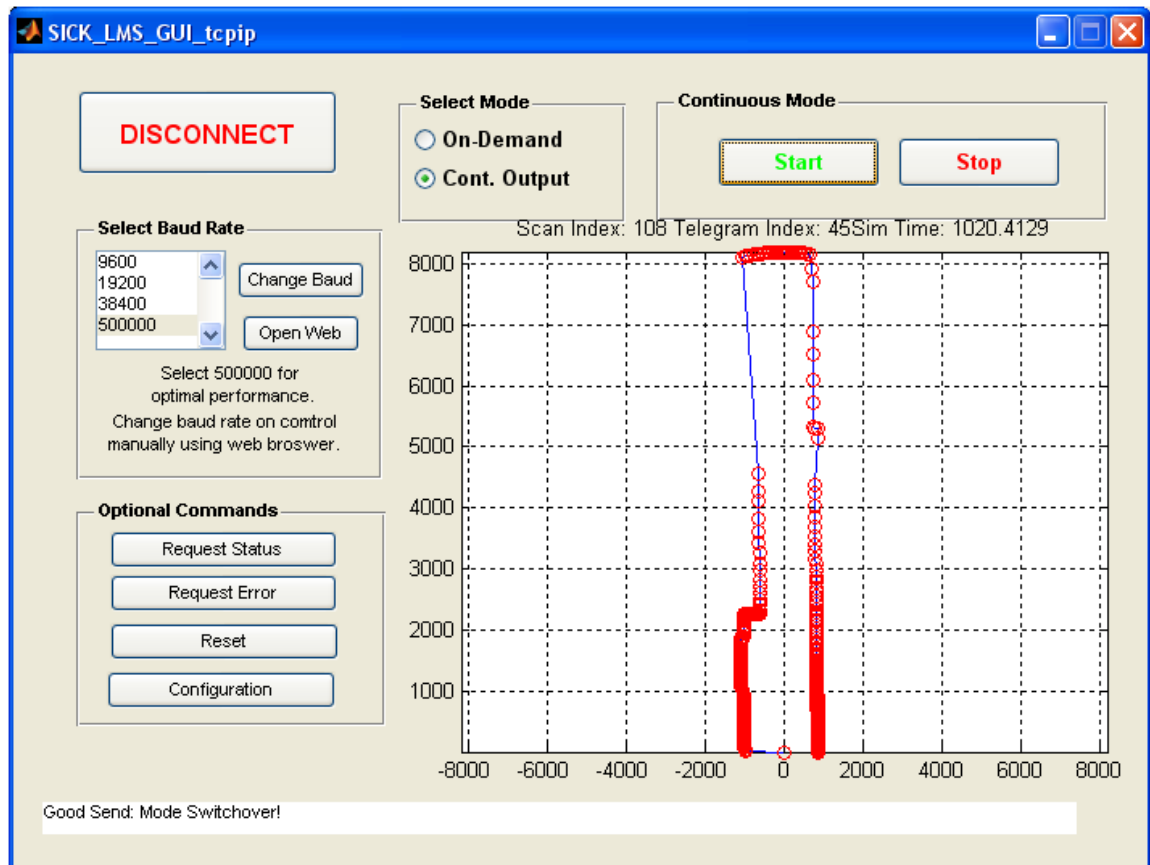 SICK_LMS_GUI_tcpip
DISCONNECT
Select Mode
On-Demand
Cont. Output
Continuous Mode
Start
Stop
Select Baud Rate
9600
19200
38400
500000
Change Baud
Open Web
Select 500000 for
optimal performance.
Change baud rate on comtrol
manually using web broswer.
Optional Commands
Request Status
Request Error
Reset
Configuration
Scan Index: 108 Telegram Index: 45Sim Time: 1020.4129
8000
7000
6000
5000
4000
3000
2000
1000
-8000 -6000 -4000 -2000 0 2000 4000 6000 8000
Good Send: Mode Switchover!